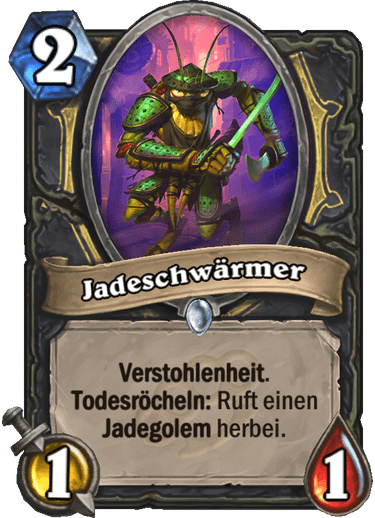 2
Jadeschwärmer
Verstohlenheit.
Todesröcheln: Ruft einen
Jadegolem herbei.
1 1